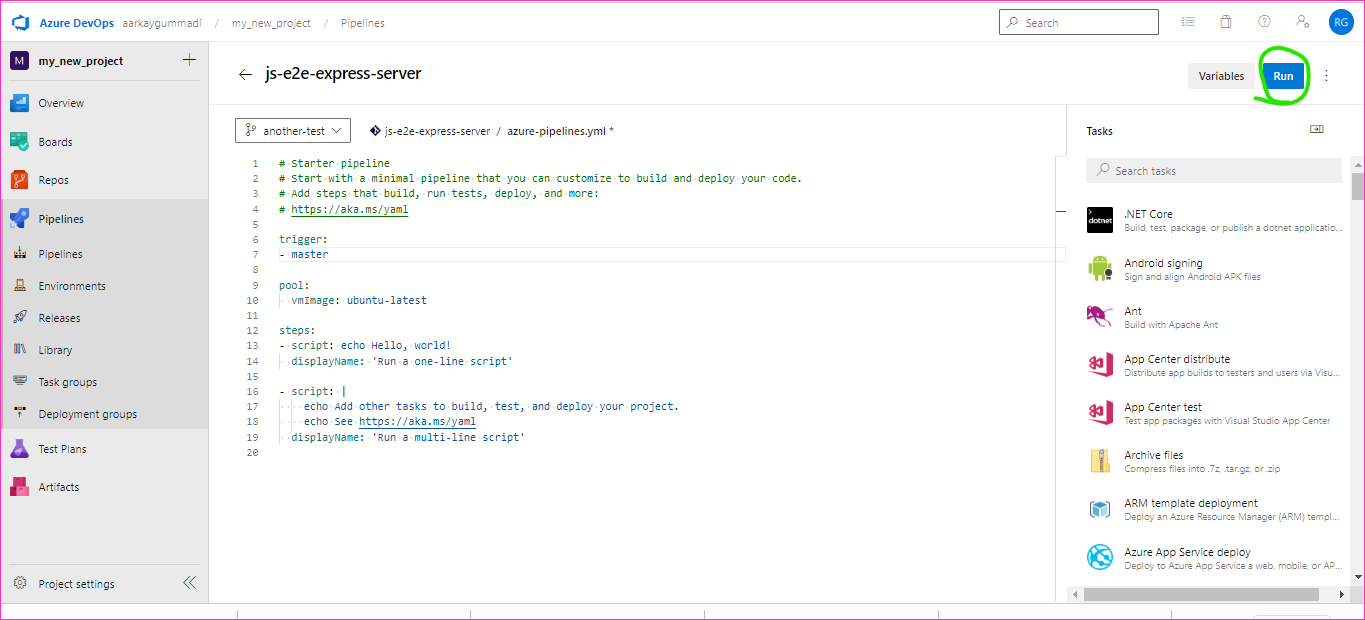 Azure DevOps aarkaygummadi / my_new_project / Pipelines
Search
RG
M my_new_project
Overview
Boards
Repos
Pipelines
Pipelines
Environments
Releases
Library
Task groups
Deployment groups
Test Plans
Artifacts
Project settings
js-e2e-express-server
Variables
Run
another-test
js-e2e-express-server / azure-pipelines.yml *
1 # Starter pipeline
2 # Start with a minimal pipeline that you can customize to build and deploy your code.
3 # Add steps that build, run tests, deploy, and more:
4 # https://aka.ms/yaml
5
6 trigger:
7 - master
8
9 pool:
10   vmImage: ubuntu-latest
11
12 steps:
13 - script: echo Hello, world!
14   displayName: 'Run a one-line script'
15
16 - script: |
17     echo Add other tasks to build, test, and deploy your project.
18     echo See https://aka.ms/yaml
19   displayName: 'Run a multi-line script'
20
Tasks
Search tasks
dotnet
.NET Core
Build, test, package, or publish a dotnet applicatio...
Android signing
Sign and align Android APK files
Ant
Build with Apache Ant
App Center distribute
Distribute app builds to testers and users via Visu...
App Center test
Test app packages with Visual Studio App Center
Archive files
Compress files into .7z, .tar.gz, or .zip
ARM template deployment
Deploy an Azure Resource Manager (ARM) templ...
Azure App Service deploy
Deploy to Azure App Service a web, mobile, or AP...